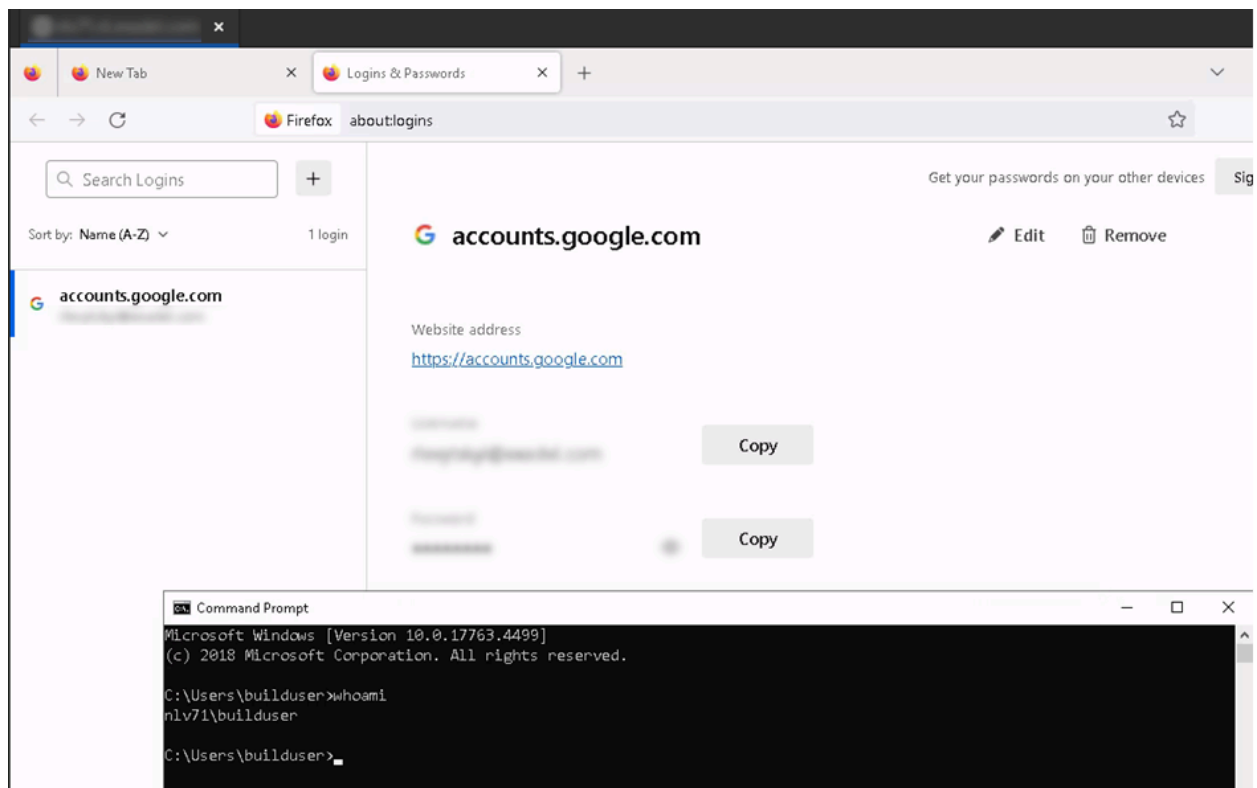 New Tab
Logins & Passwords
Firefox about:logins
Search Logins
Get your passwords on your other devices Sig
Sort by: Name (A-Z) 1 login
accounts.google.com
Edit
Remove
accounts.google.com
Website address
https://accounts.google.com
Copy
Copy
Command Prompt
Microsoft Windows [Version 10.0.17763.4499]
(c) 2018 Microsoft Corporation. All rights reserved.
C:\Users\builduser>whoami
nlv71\builduser
C:\Users\builduser>